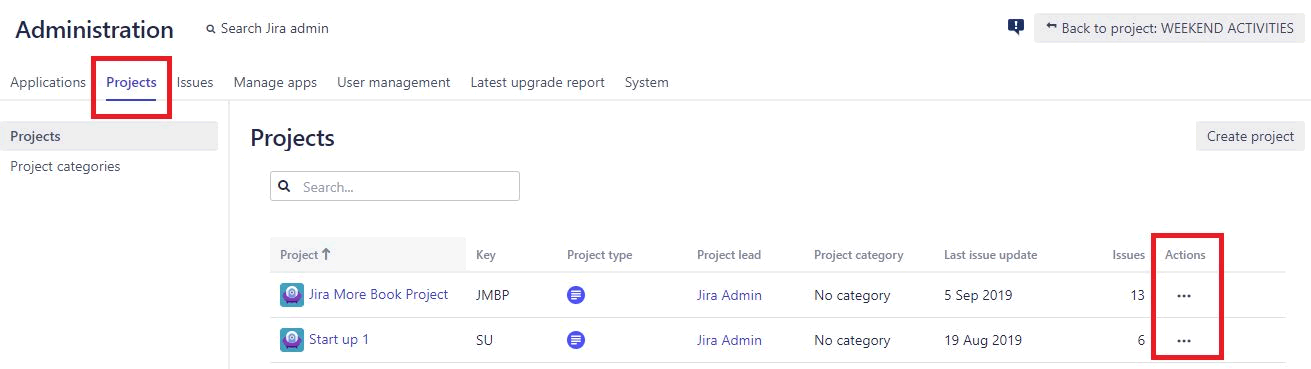 Administration Search Jira admin Back to project: WEEKEND ACTIVITIES
Applications Projects Issues Manage apps User management Latest upgrade report System
Projects
Project categories
Projects Create project
Search...
Project Key Project type Project lead Project category Last issue update Issues Actions
Jira More Book Project JMBP Jira Admin No category 5 Sep 2019 13 ...
Start up 1 SU Jira Admin No category 19 Aug 2019 6 ...